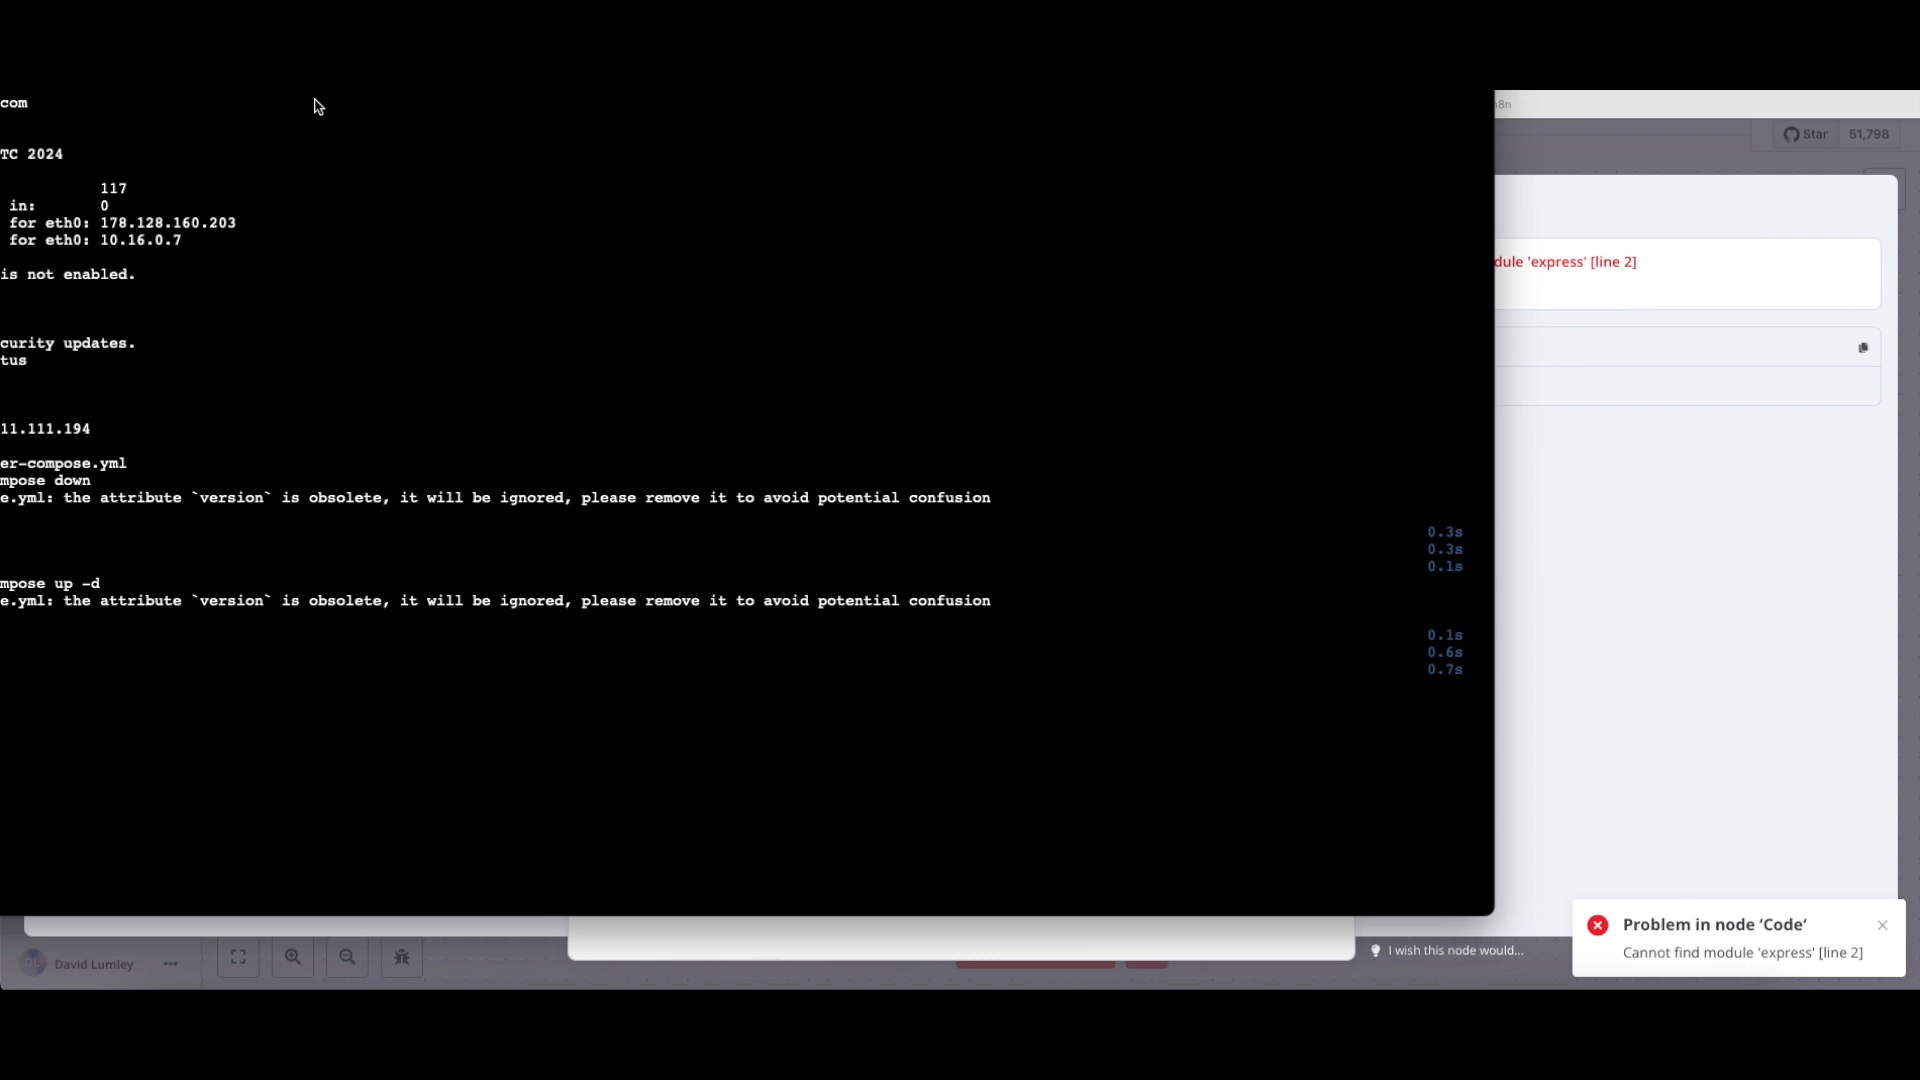 com
TC 2024
117
in: 0
for eth0: 178.128.160.203
for eth0: 10.16.0.7
is not enabled.
curity updates.
tus
11.111.194
er-compose.yml
mpose down
e.yml: the attribute `version` is obsolete, it will be ignored, please remove it to avoid potential confusion
0.3s
0.3s
0.1s
mpose up -d
e.yml: the attribute `version` is obsolete, it will be ignored, please remove it to avoid potential confusion
0.1s
0.6s
0.7s
n8n
Star 51,798
dule 'express' [line 2]
I wish this node would...
Problem in node ‘Code‘
Cannot find module 'express' [line 2]
DL David Lumley